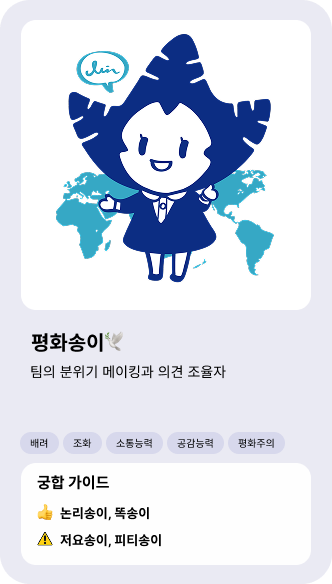 평화송이🕊️
팀의 분위기 메이킹과 의견 조율자
배려 조화 소통능력 공감능력 평화주의
궁합 가이드
👍 논리송이, 똑송이
⚠️ 저요송이, 피티송이